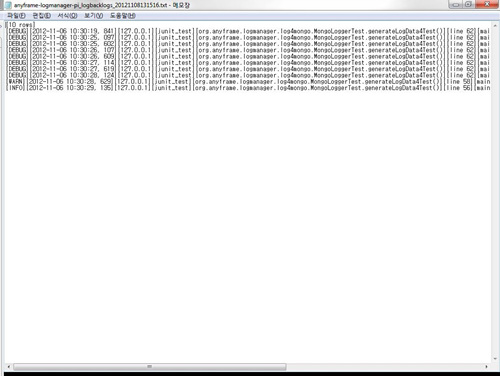 anyframe-logmanager-pi_logbacklogs_20121108131516.txt - 메모장
파일(F) 편집(E) 서식(O) 보기(V) 도움말(H)
[10 rows]
[DEBUG][2012-11-06 10:30:19, 841][127.0.0.1][junit_test][org.anyframe.logmanager.log4mongo.MongoLoggerTest.generateLogData4Test()][line 62][mai
[DEBUG][2012-11-06 10:30:25, 097][127.0.0.1][junit_test][org.anyframe.logmanager.log4mongo.MongoLoggerTest.generateLogData4Test()][line 62][mai
[DEBUG][2012-11-06 10:30:25, 602][127.0.0.1][junit_test][org.anyframe.logmanager.log4mongo.MongoLoggerTest.generateLogData4Test()][line 62][mai
[DEBUG][2012-11-06 10:30:26, 107][127.0.0.1][junit_test][org.anyframe.logmanager.log4mongo.MongoLoggerTest.generateLogData4Test()][line 62][mai
[DEBUG][2012-11-06 10:30:26, 609][127.0.0.1][junit_test][org.anyframe.logmanager.log4mongo.MongoLoggerTest.generateLogData4Test()][line 62][mai
[DEBUG][2012-11-06 10:30:27, 114][127.0.0.1][junit_test][org.anyframe.logmanager.log4mongo.MongoLoggerTest.generateLogData4Test()][line 62][mai
[DEBUG][2012-11-06 10:30:27, 619][127.0.0.1][junit_test][org.anyframe.logmanager.log4mongo.MongoLoggerTest.generateLogData4Test()][line 62][mai
[DEBUG][2012-11-06 10:30:28, 124][127.0.0.1][junit_test][org.anyframe.logmanager.log4mongo.MongoLoggerTest.generateLogData4Test()][line 62][mai
[WARN][2012-11-06 10:30:28, 629][127.0.0.1][junit_test][org.anyframe.logmanager.log4mongo.MongoLoggerTest.generateLogData4Test()][line 58][main
[INFO][2012-11-06 10:30:29, 135][127.0.0.1][junit_test][org.anyframe.logmanager.log4mongo.MongoLoggerTest.generateLogData4Test()][line 56][main